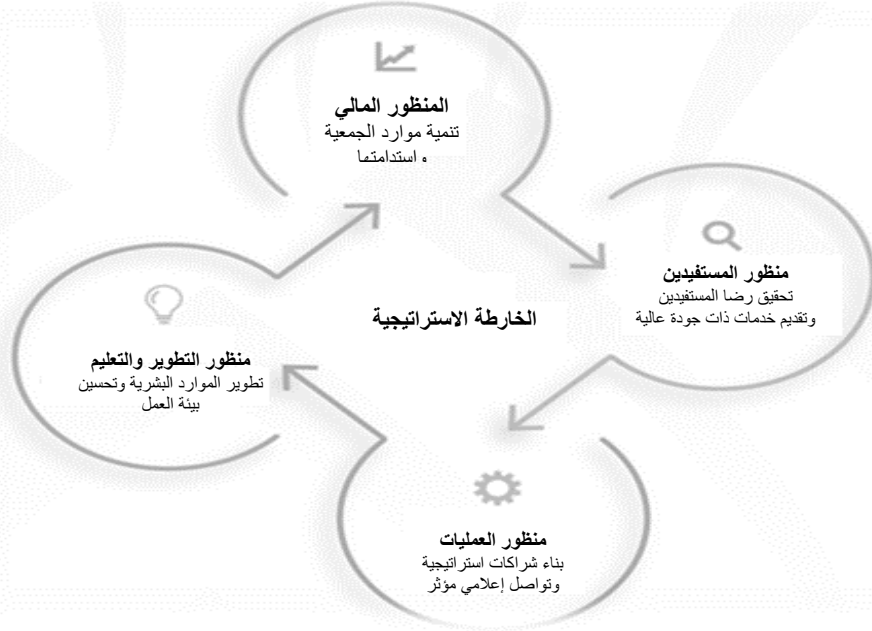 المنظور المالي
تنمية موارد الجمعية
واستدامتها
منظور المستفيدين
تحقيق رضا المستفيدين
وتقديم خدمات ذات جودة عالية
الخارطة الاستراتيجية
منظور التطوير والتعليم
تطوير الموارد البشرية وتحسين
بيئة العمل
منظور العمليات
بناء شراكات استراتيجية
وتواصل إعلامي مؤثر